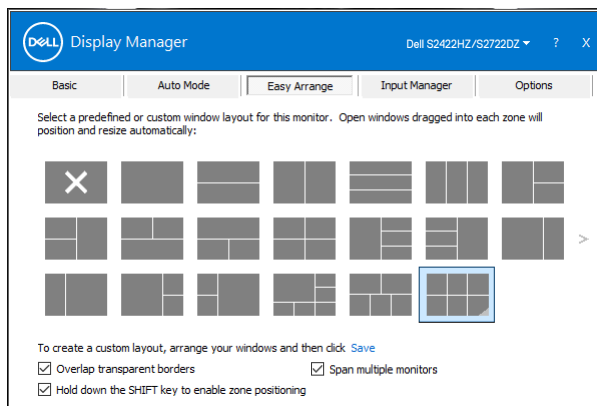 DELL Display Manager Dell S2422HZ/S2722DZ ? X
Basic Auto Mode Easy Arrange Input Manager Options
Select a predefined or custom window layout for this monitor. Open windows dragged into each zone will
position and resize automatically:
>
To create a custom layout, arrange your windows and then click Save
Overlap transparent borders Span multiple monitors
Hold down the SHIFT key to enable zone positioning